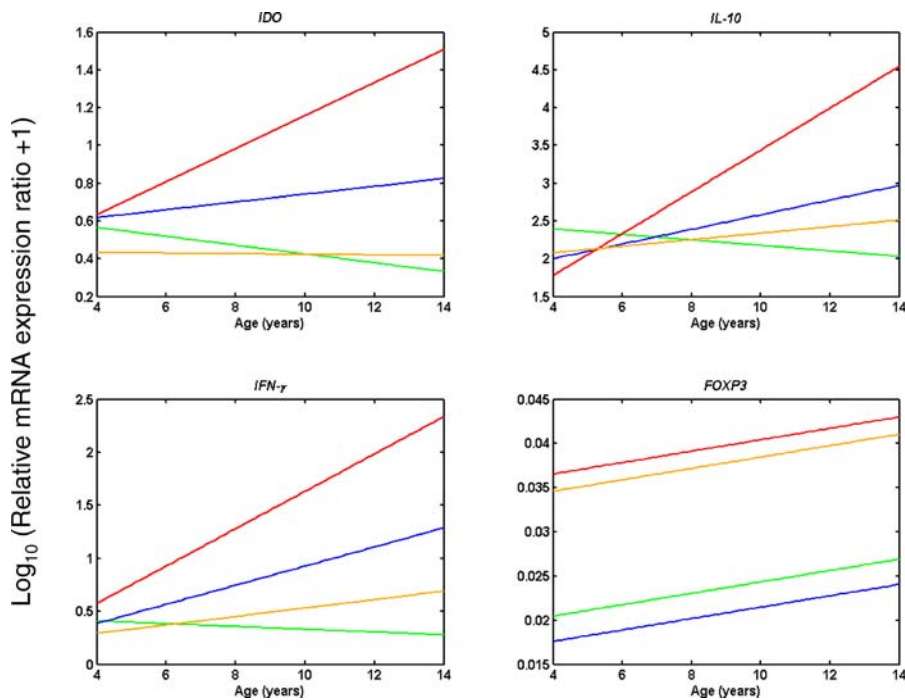 Log₁₀ (Relative mRNA expression ratio +1)
IDO
1.6
1.4
1.2
1
0.8
0.6
0.4
0.2
4 6 8 10 12 14
Age (years)
IL-10
5
4.5
4
3.5
3
2.5
2
1.5
4 6 8 10 12 14
Age (years)
IFN-γ
2.5
2
1.5
1
0.5
0
4 6 8 10 12 14
Age (years)
FOXP3
0.045
0.04
0.035
0.03
0.025
0.02
0.015
4 6 8 10 12 14
Age (years)